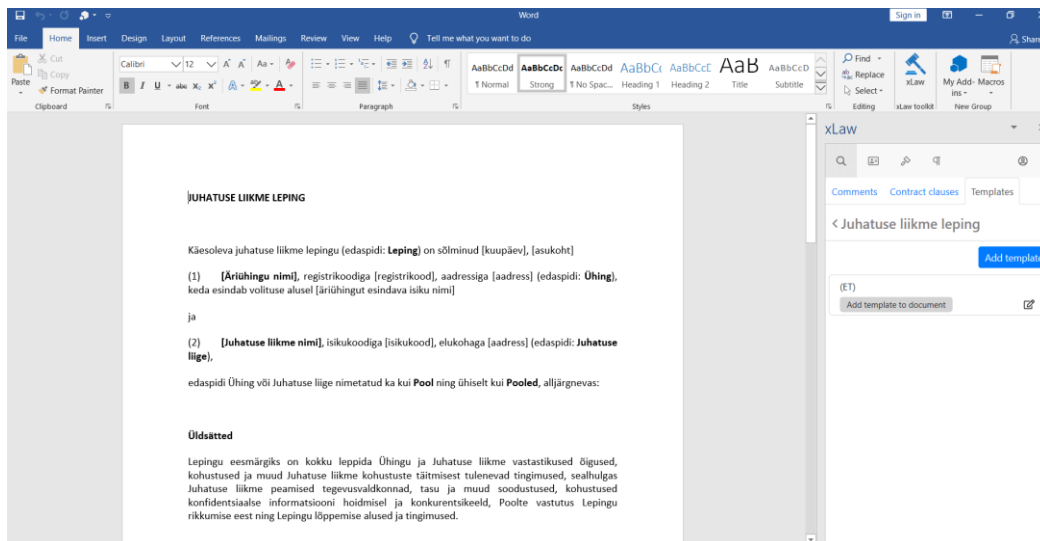 Word
Sign in
File Home Insert Design Layout References Mailings Review View Help Tell me what you want to do Share
Paste
Cut
Copy
Format Painter
Clipboard
Calibri 12 A A Aa
B I U abc X₂ X² A aby A
Font
Paragraph
AaBbCcDd AaBbCcDc AaBbCcDd AaBbCc AaBbCcE AaB AaBbCcD
¶ Normal Strong ¶ No Spac... Heading 1 Heading 2 Title Subtitle
Styles
Find
Replace
Select
Editing
xLaw
xLaw toolkit
My Add-ins
Macros
New Group
JUHATUSE LIIKME LEPING
Käesoleva juhatuse liikme lepingu (edaspidi: Leping) on sõlminud [kuupäev], [asukoht]
(1) [Äriühingu nimi], registrikoodiga [registrikood], aadressiga [aadress] (edaspidi: Ühing),
keda esindab volituse alusel [äriühingut esindava isiku nimi]
ja
(2) [Juhatuse liikme nimi], isikukoodiga [isikukood], elukohaga [aadress] (edaspidi: Juhatuse
liige),
edaspidi Ühing või Juhatuse liige nimetatud ka kui Pool ning ühiselt kui Pooled, alljärgnevas:
Üldsätted
Lepingu eesmärgiks on kokku leppida Ühingu ja Juhatuse liikme vastastikused õigused,
kohustused ja muud Juhatuse liikme kohustuste täitmisest tulenevad tingimused, sealhulgas
Juhatuse liikme peamised tegevusvaldkonnad, tasu ja muud soodustused, kohustused
konfidentsiaalse informatsiooni hoidmisel ja konkurentsikeeld, Poolte vastutus Lepingu
rikkumise eest ning Lepingu lõppemise alused ja tingimused.
xLaw
Comments Contract clauses Templates
< Juhatuse liikme leping
Add template
(ET)
Add template to document